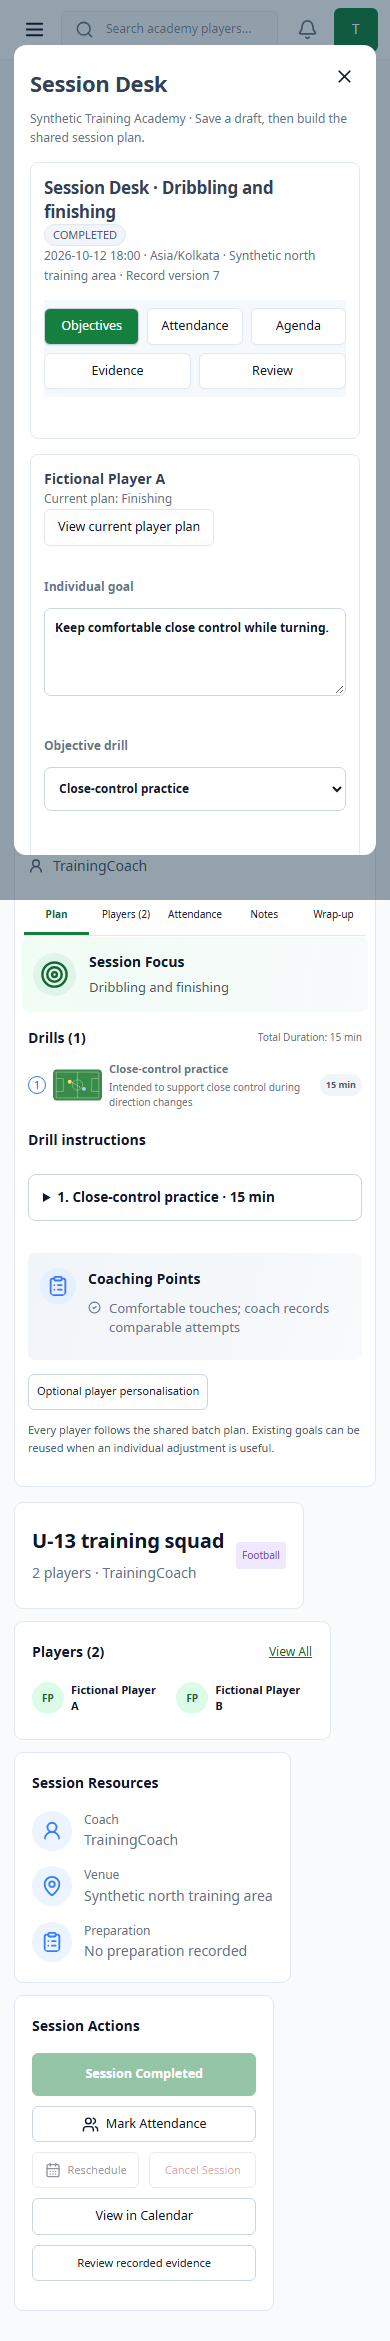 Search academy players...
T
Session Desk
Synthetic Training Academy · Save a draft, then build the
shared session plan.
Session Desk · Dribbling and
finishing
COMPLETED
2026-10-12 18:00 · Asia/Kolkata · Synthetic north
training area · Record version 7
Objectives
Attendance
Agenda
Evidence
Review
Fictional Player A
Current plan: Finishing
View current player plan
Individual goal
Keep comfortable close control while turning.
Objective drill
Close-control practice
TrainingCoach
Plan
Players (2)
Attendance
Notes
Wrap-up
Session Focus
Dribbling and finishing
Drills (1)
Total Duration: 15 min
1
Close-control practice
Intended to support close control during
direction changes
15 min
Drill instructions
1. Close-control practice · 15 min
Coaching Points
Comfortable touches; coach records
comparable attempts
Optional player personalisation
Every player follows the shared batch plan. Existing goals can be
reused when an individual adjustment is useful.
U-13 training squad
2 players · TrainingCoach
Football
Players (2)
View All
FP
Fictional Player
A
FP
Fictional Player
B
Session Resources
Coach
TrainingCoach
Venue
Synthetic north training area
Preparation
No preparation recorded
Session Actions
Session Completed
Mark Attendance
Reschedule
Cancel Session
View in Calendar
Review recorded evidence